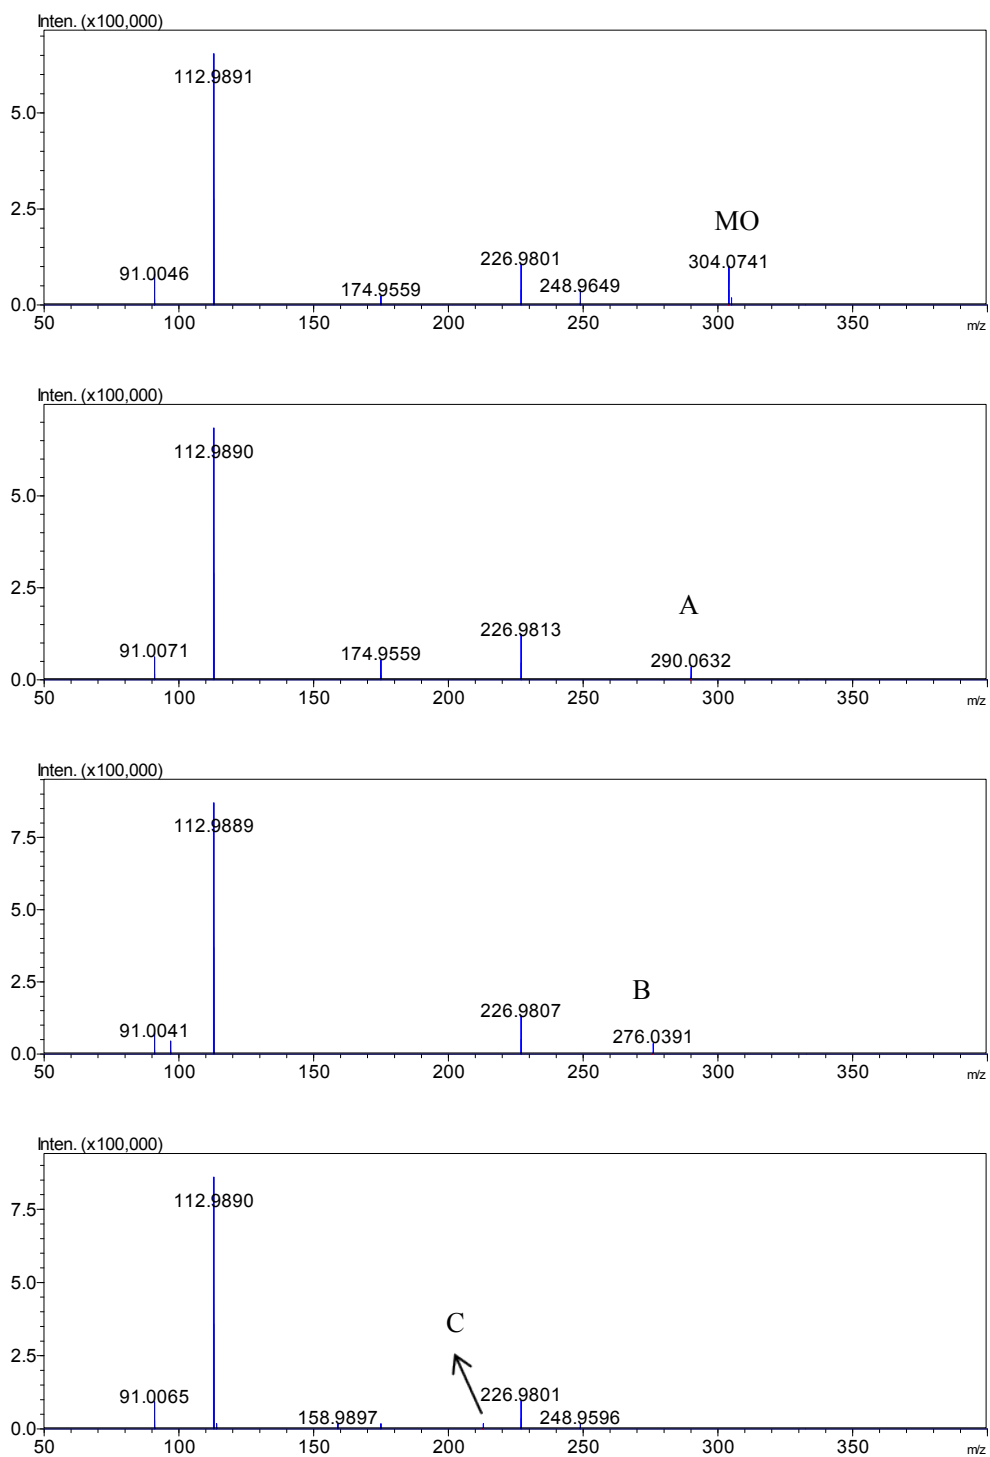 Inten. (x100,000)
112.9891
5.0
2.5
MO
91.0046
174.9559
226.9801
248.9649
304.0741
0.0
50 100 150 200 250 300 350 m/z
Inten. (x100,000)
112.9890
5.0
2.5
A
91.0071
174.9559
226.9813
290.0632
0.0
50 100 150 200 250 300 350 m/z
Inten. (x100,000)
112.9889
7.5
5.0
2.5
B
91.0041
226.9807
276.0391
0.0
50 100 150 200 250 300 350 m/z
Inten. (x100,000)
112.9890
7.5
5.0
C
2.5
91.0065
158.9897
226.9801
248.9596
0.0
50 100 150 200 250 300 350 m/z